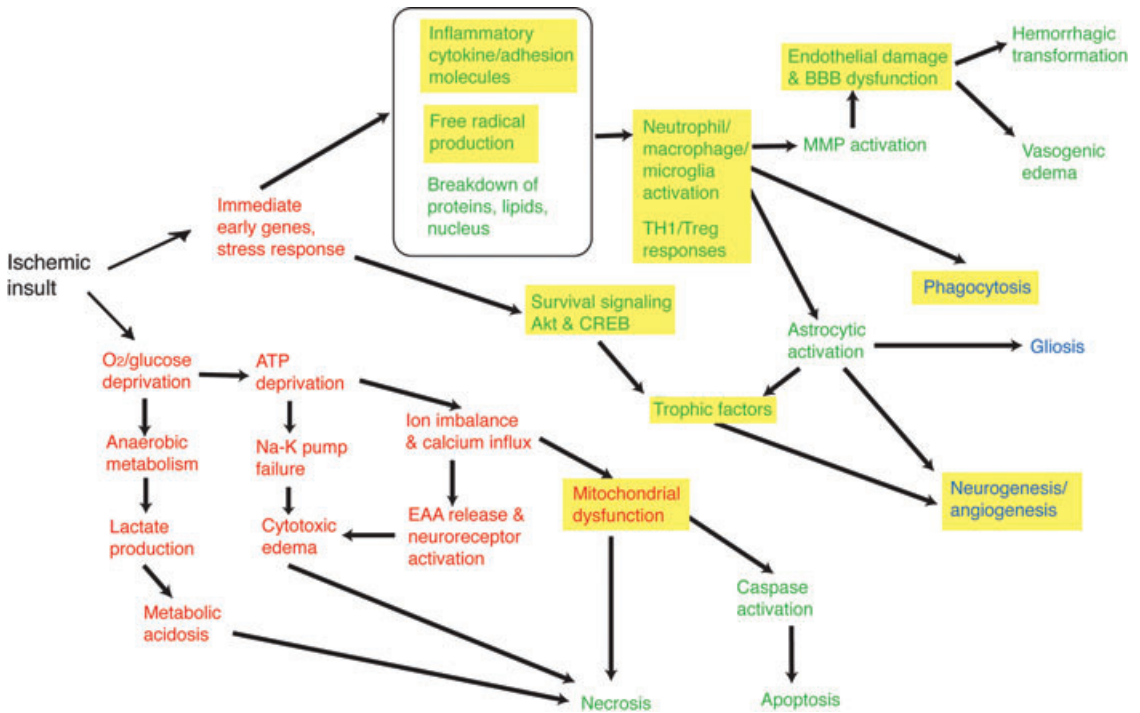 Inflammatory
cytokine/adhesion
molecules
Free radical
production
Breakdown of
proteins, lipids,
nucleus
Neutrophil/
macrophage/
microglia
activation
TH1/Treg
responses
Endothelial damage
& BBB dysfunction
Hemorrhagic
transformation
MMP activation
Vasogenic
edema
Immediate
early genes,
stress response
Ischemic
insult
Survival signaling
Akt & CREB
Phagocytosis
Astrocytic
activation
Gliosis
O2/glucose
deprivation
ATP
deprivation
Trophic factors
Anaerobic
metabolism
Na-K pump
failure
Ion imbalance
& calcium influx
Mitochondrial
dysfunction
Neurogenesis/
angiogenesis
Lactate
production
Cytotoxic
edema
EAA release &
neuroreceptor
activation
Caspase
activation
Metabolic
acidosis
Necrosis
Apoptosis